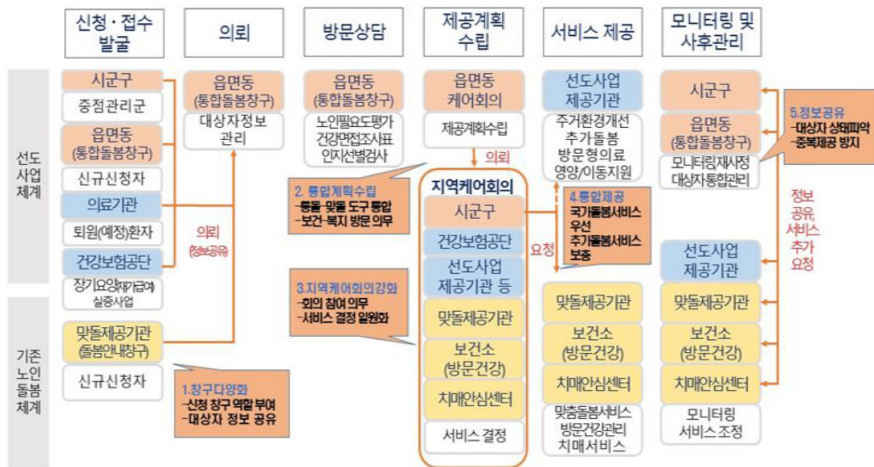 신청·접수
발굴
의뢰
방문상담
제공계획
수립
서비스 제공
모니터링 및
사후관리
선도
사업
체계
기존
노인
돌봄
체계
시군구
중점관리군
읍면동
(통합돌봄창구)
신규신청자
의료기관
퇴원(예정)환자
건강보험공단
장기요양(재가급여)
실증사업
맞돌제공기관
(돌봄안내창구)
신규신청자
읍면동
(통합돌봄창구)
대상자정보
관리
의뢰
(정보공유)
1.창구다양화
-신청 창구 역할 부여
-대상자 정보 공유
읍면동
(통합돌봄창구)
노인필요도평가
건강면접조사표
인지선별검사
2. 통합계획수립
-통돌·맞돌 도구 통합
-보건·복지 방문 의무
3.지역케어회의강화
-회의 참여 의무
-서비스 결정 일원화
읍면동
케어회의
제공계획수립
의뢰
지역케어회의
시군구
건강보험공단
선도사업
제공기관 등
맞돌제공기관
보건소
(방문건강)
치매안심센터
서비스 결정
요청
선도사업
제공기관
주거환경개선
추가돌봄
방문형의료
영양/이동지원
4.통합제공
국가돌봄서비스
우선
추가돌봄서비스
보충
맞돌제공기관
보건소
(방문건강)
치매안심센터
맞춤돌봄서비스
방문건강관리
치매서비스
시군구
읍면동
(통합돌봄창구)
모니터링재사정
대상자통합관리
5.정보공유
-대상자 상태파악
-중복제공 방지
정보
공유,
서비스
추가
요청
선도사업
제공기관
맞돌제공기관
보건소
(방문건강)
치매안심센터
모니터링
서비스 조정